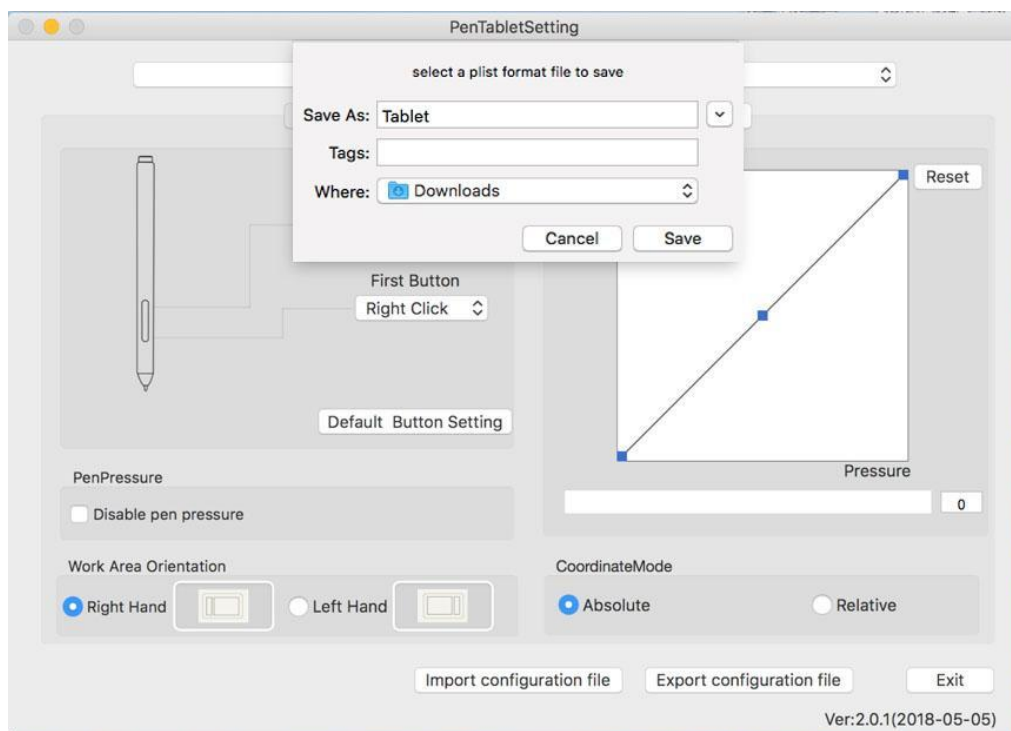 PenTabletSetting
select a plist format file to save
Save As: Tablet
Tags:
Where: Downloads
Cancel Save
Reset
First Button
Right Click
Default Button Setting
Pressure
0
PenPressure
Disable pen pressure
Work Area Orientation
Right Hand Left Hand
CoordinateMode
Absolute Relative
Import configuration file Export configuration file Exit
Ver:2.0.1(2018-05-05)